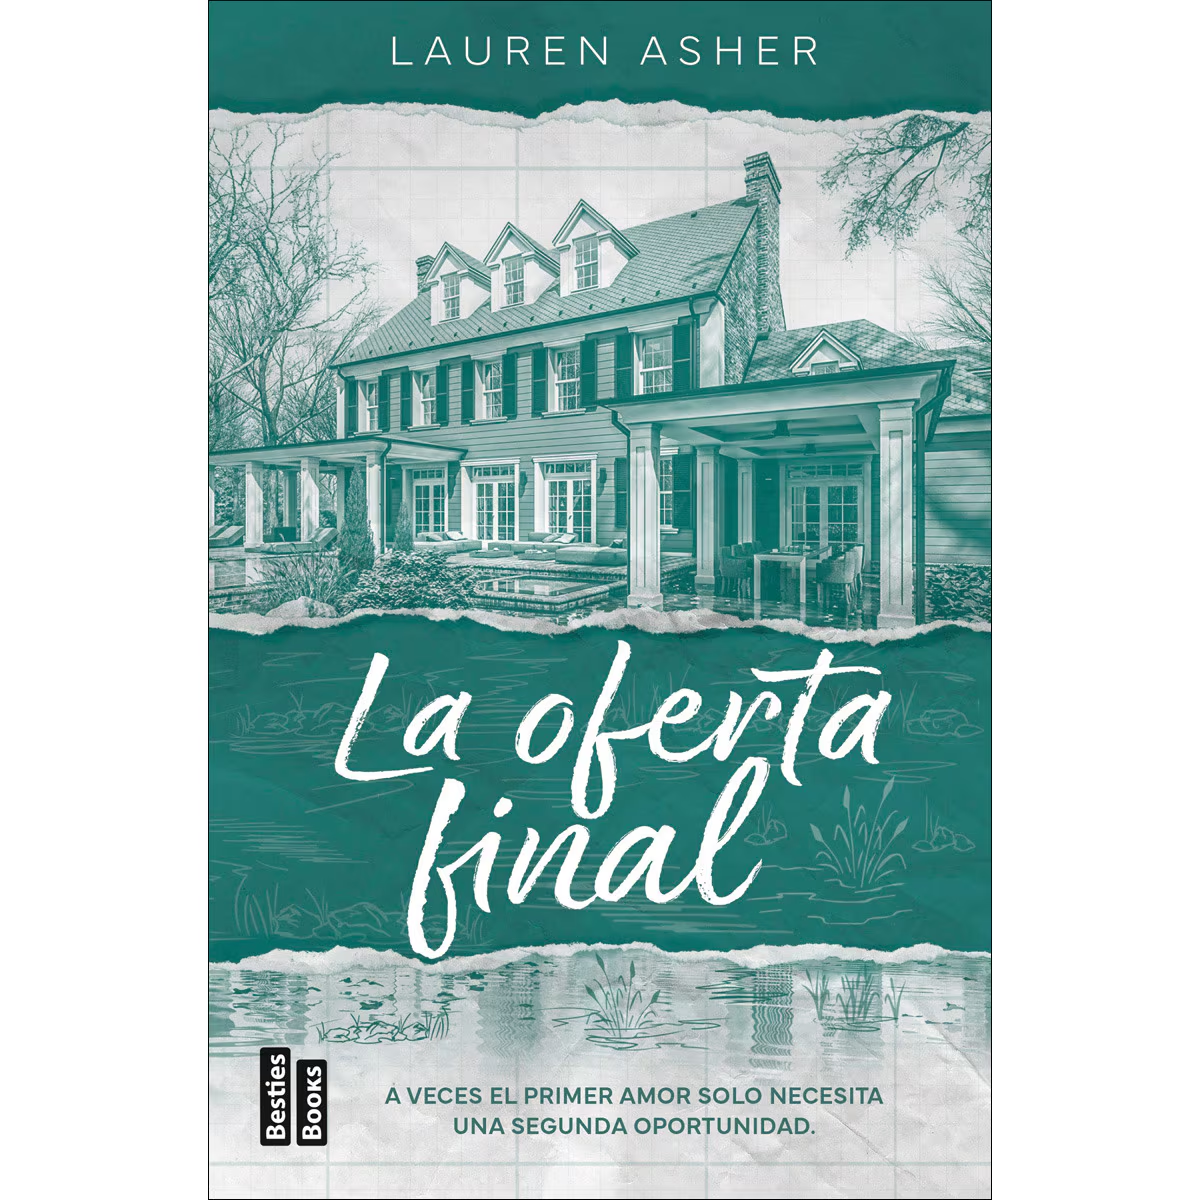 LAUREN ASHER
La oferta
final
Besties
Books
A VECES EL PRIMER AMOR SOLO NECESITA
UNA SEGUNDA OPORTUNIDAD.